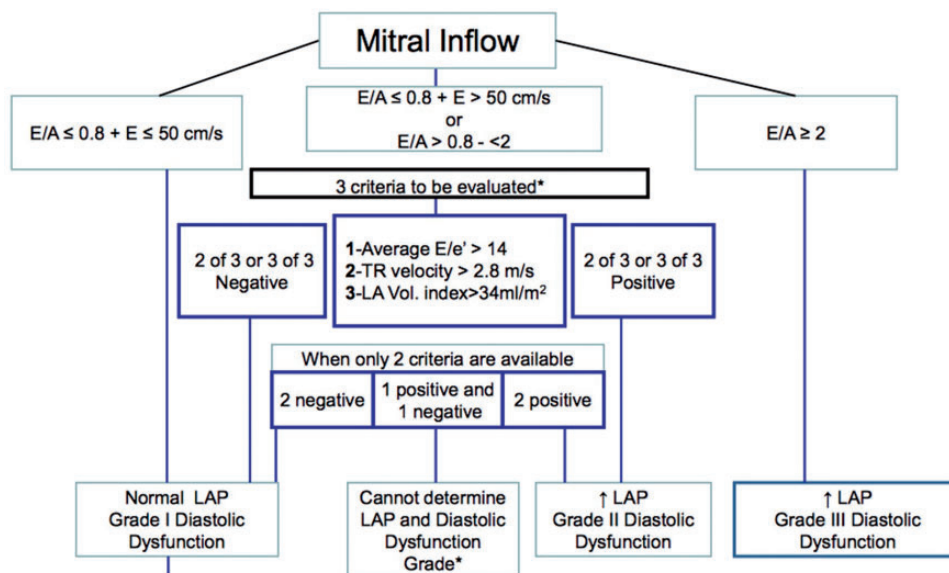 Mitral Inflow
E/A ≤ 0.8 + E ≤ 50 cm/s
E/A ≤ 0.8 + E > 50 cm/s
or
E/A > 0.8 - <2
E/A ≥ 2
3 criteria to be evaluated*
2 of 3 or 3 of 3
Negative
1-Average E/e' > 14
2-TR velocity > 2.8 m/s
3-LA Vol. index>34ml/m²
2 of 3 or 3 of 3
Positive
When only 2 criteria are available
2 negative
1 positive and
1 negative
2 positive
Normal LAP
Grade I Diastolic
Dysfunction
Cannot determine
LAP and Diastolic
Dysfunction
Grade*
↑ LAP
Grade II Diastolic
Dysfunction
↑ LAP
Grade III Diastolic
Dysfunction